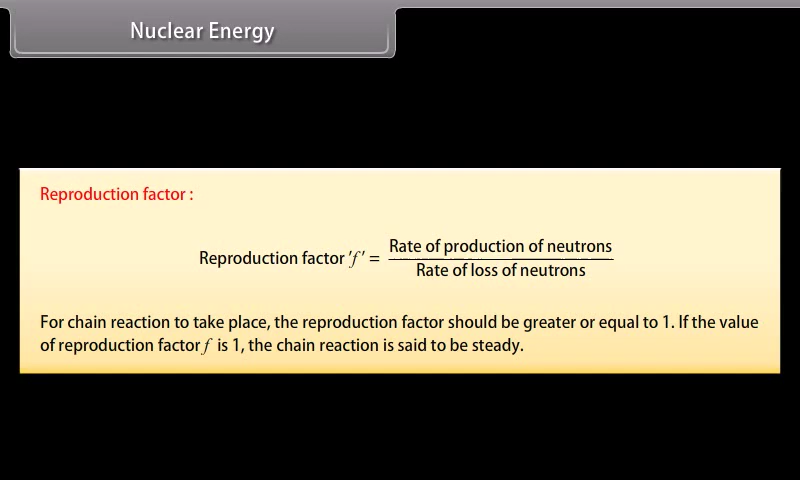 Nuclear Energy
Reproduction factor :
Reproduction factor 'f' = Rate of production of neutrons
Rate of loss of neutrons
For chain reaction to take place, the reproduction factor should be greater or equal to 1. If the value
of reproduction factor f is 1, the chain reaction is said to be steady.